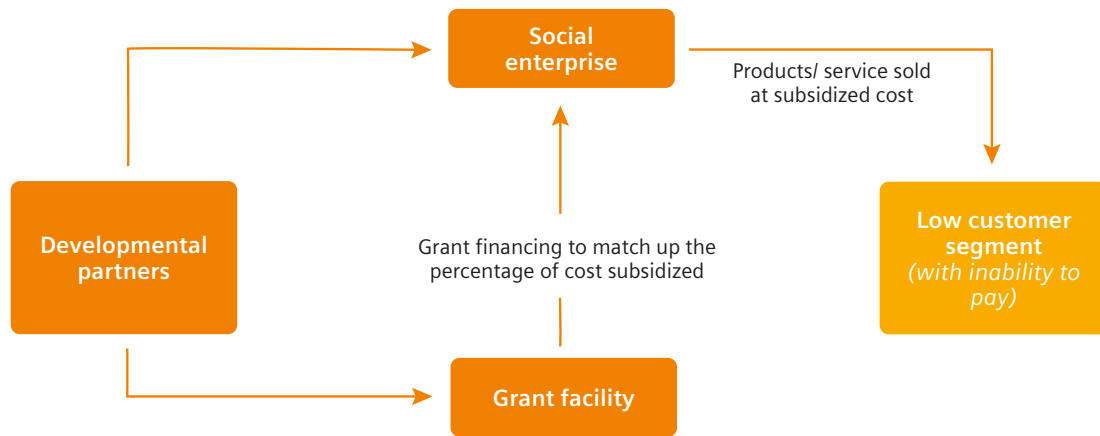 Social
enterprise
Products/ service sold
at subsidized cost
Developmental
partners
Grant financing to match up the
percentage of cost subsidized
Low customer
segment
(with inability to
pay)
Grant facility